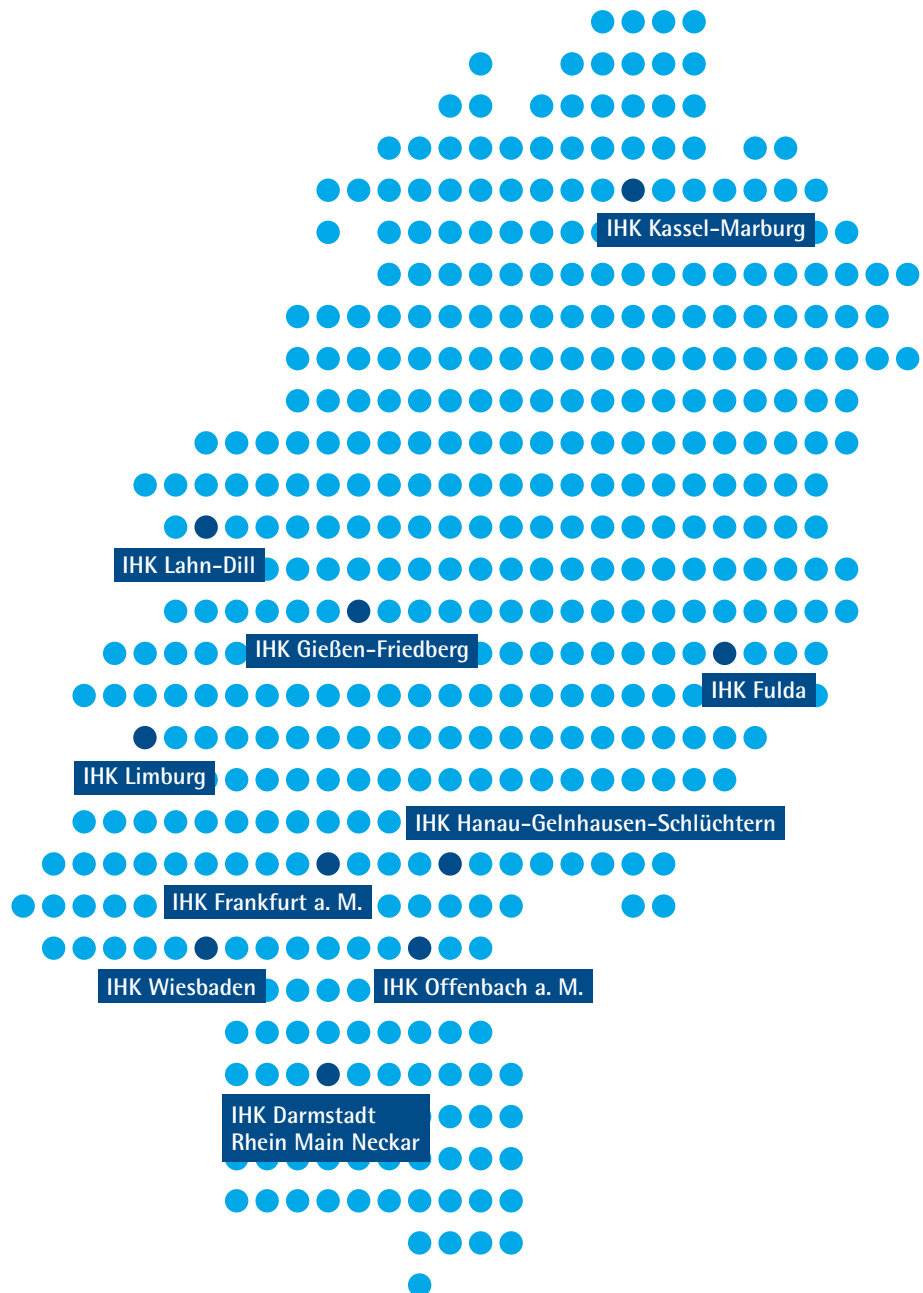 IHK Kassel-Marburg
IHK Lahn-Dill
IHK Gießen-Friedberg
IHK Fulda
IHK Limburg
IHK Hanau-Gelnhausen-Schlüchtern
IHK Frankfurt a. M.
IHK Wiesbaden
IHK Offenbach a. M.
IHK Darmstadt
Rhein Main Neckar